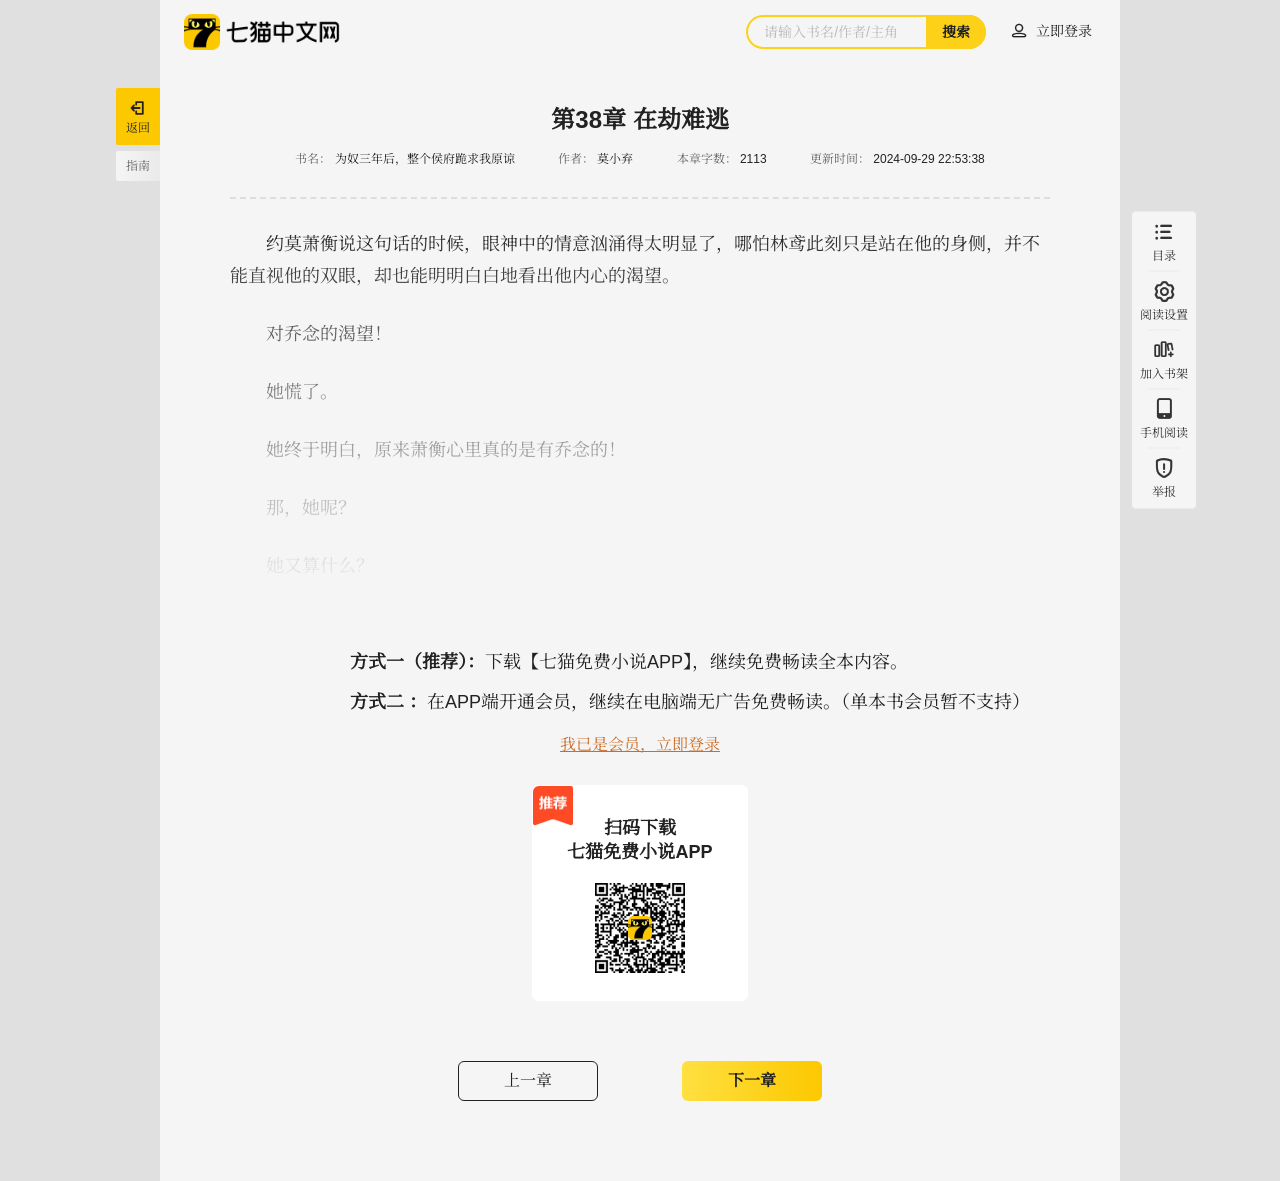 七猫中文网
请输入书名/作者/主角
搜索
立即登录
返回
指南
第38章 在劫难逃
书名： 为奴三年后，整个侯府跪求我原谅 作者： 莫小弃 本章字数： 2113 更新时间： 2024-09-29 22:53:38
约莫萧衡说这句话的时候，眼神中的情意汹涌得太明显了，哪怕林鸢此刻只是站在他的身侧，并不
能直视他的双眼，却也能明明白白地看出他内心的渴望。
对乔念的渴望！
她慌了。
她终于明白，原来萧衡心里真的是有乔念的！
那，她呢？
她又算什么？
目录
阅读设置
加入书架
手机阅读
举报
方式一（推荐）：下载【七猫免费小说APP】，继续免费畅读全本内容。
方式二 ：在APP端开通会员，继续在电脑端无广告免费畅读。（单本书会员暂不支持）
我已是会员，立即登录
推荐
扫码下载
七猫免费小说APP
上一章
下一章